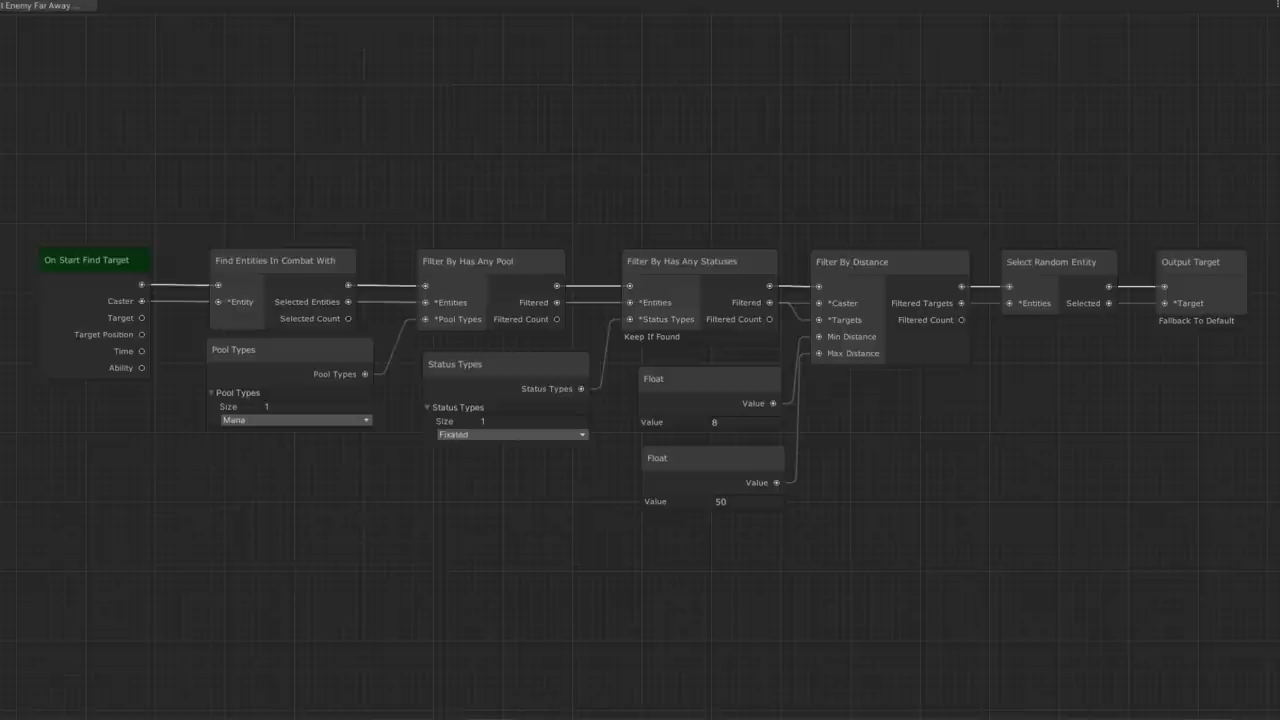 l Enemy Far Away...
On Start Find Target
Caster
Target
Target Position
Time
Ability
Find Entities In Combat With
*Entity
Selected Entities
Selected Count
Pool Types
Pool Types
Pool Types
Size 1
Mana
Filter By Has Any Pool
*Entities
Filtered
*Pool Types
Filtered Count
Status Types
Status Types
Status Types
Size 1
Fixated
Filter By Has Any Statuses
*Entities
Filtered
*Status Types
Filtered Count
Keep If Found
Float
Value
Value 8
Float
Value
Value 50
Filter By Distance
*Caster
Filtered Targets
*Targets
Filtered Count
Min Distance
Max Distance
Select Random Entity
*Entities
Selected
Output Target
*Target
Fallback To Default